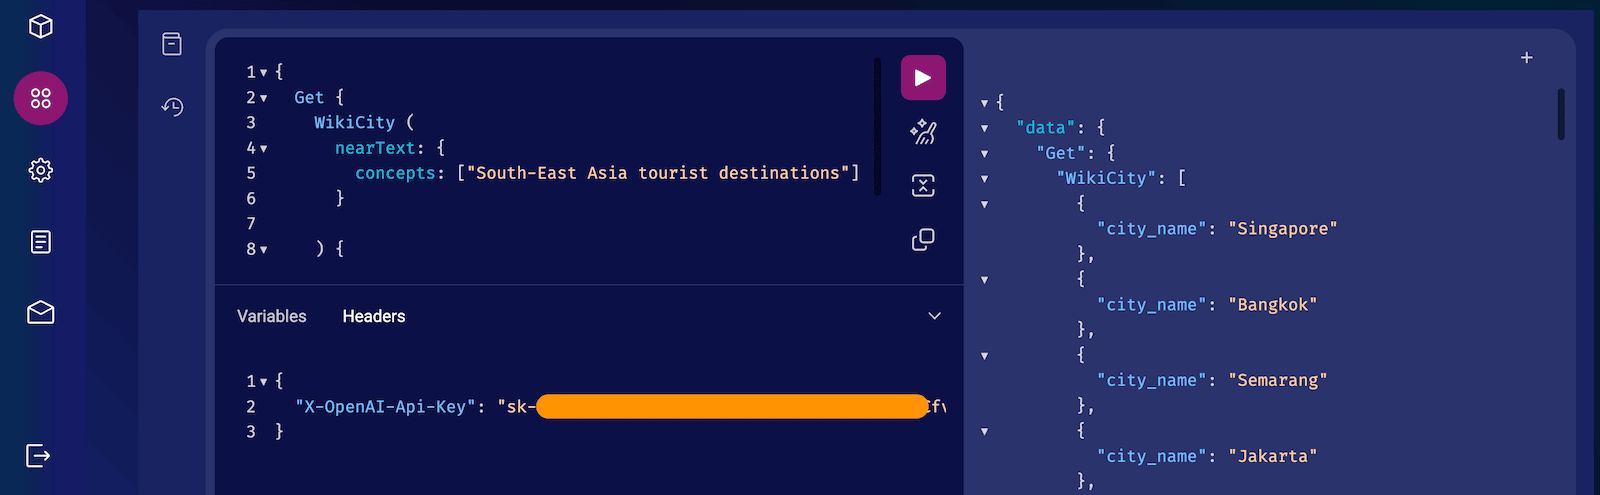 1 {
2 Get {
3 WikiCity (
4 nearText: {
5 concepts: ["South-East Asia tourist destinations"]
6 }
7
8 ) {
Variables Headers
1 {
2 "X-OpenAI-Api-Key": "sk-
3 }
{
"data": {
"Get": {
"WikiCity": [
{
"city_name": "Singapore"
},
{
"city_name": "Bangkok"
},
{
"city_name": "Semarang"
},
{
"city_name": "Jakarta"
},